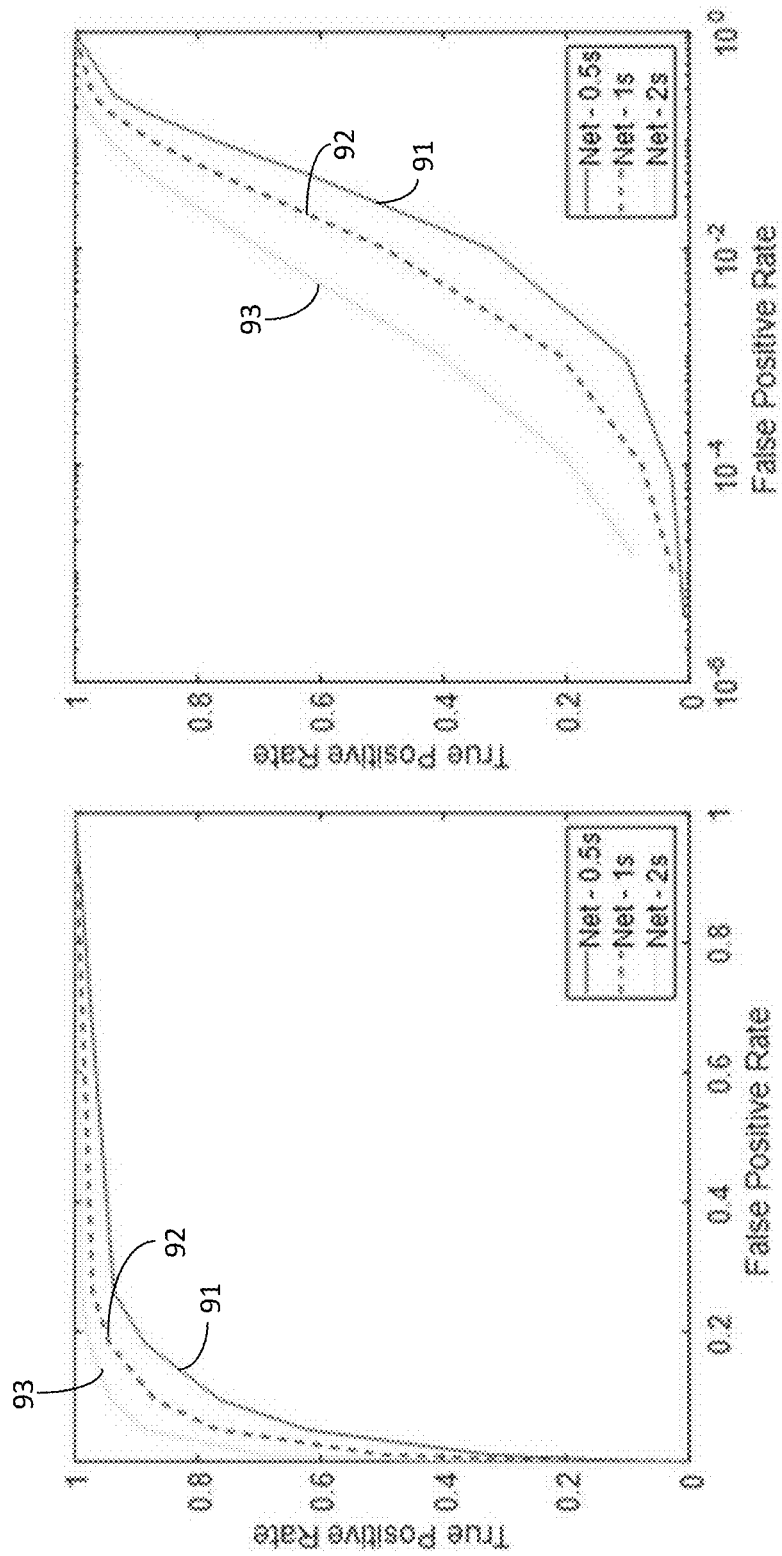 True Positive Rate
1
0.8
0.6
0.4
0.2
0
0.2
0.4
0.6
0.8
1
False Positive Rate
93
92
91
Net - 0.5s
Net - 1s
Net - 2s
True Positive Rate
1
0.8
0.6
0.4
0.2
0
10⁻⁶
10⁻⁴
10⁻²
10⁰
False Positive Rate
93
92
91
Net - 0.5s
Net - 1s
Net - 2s